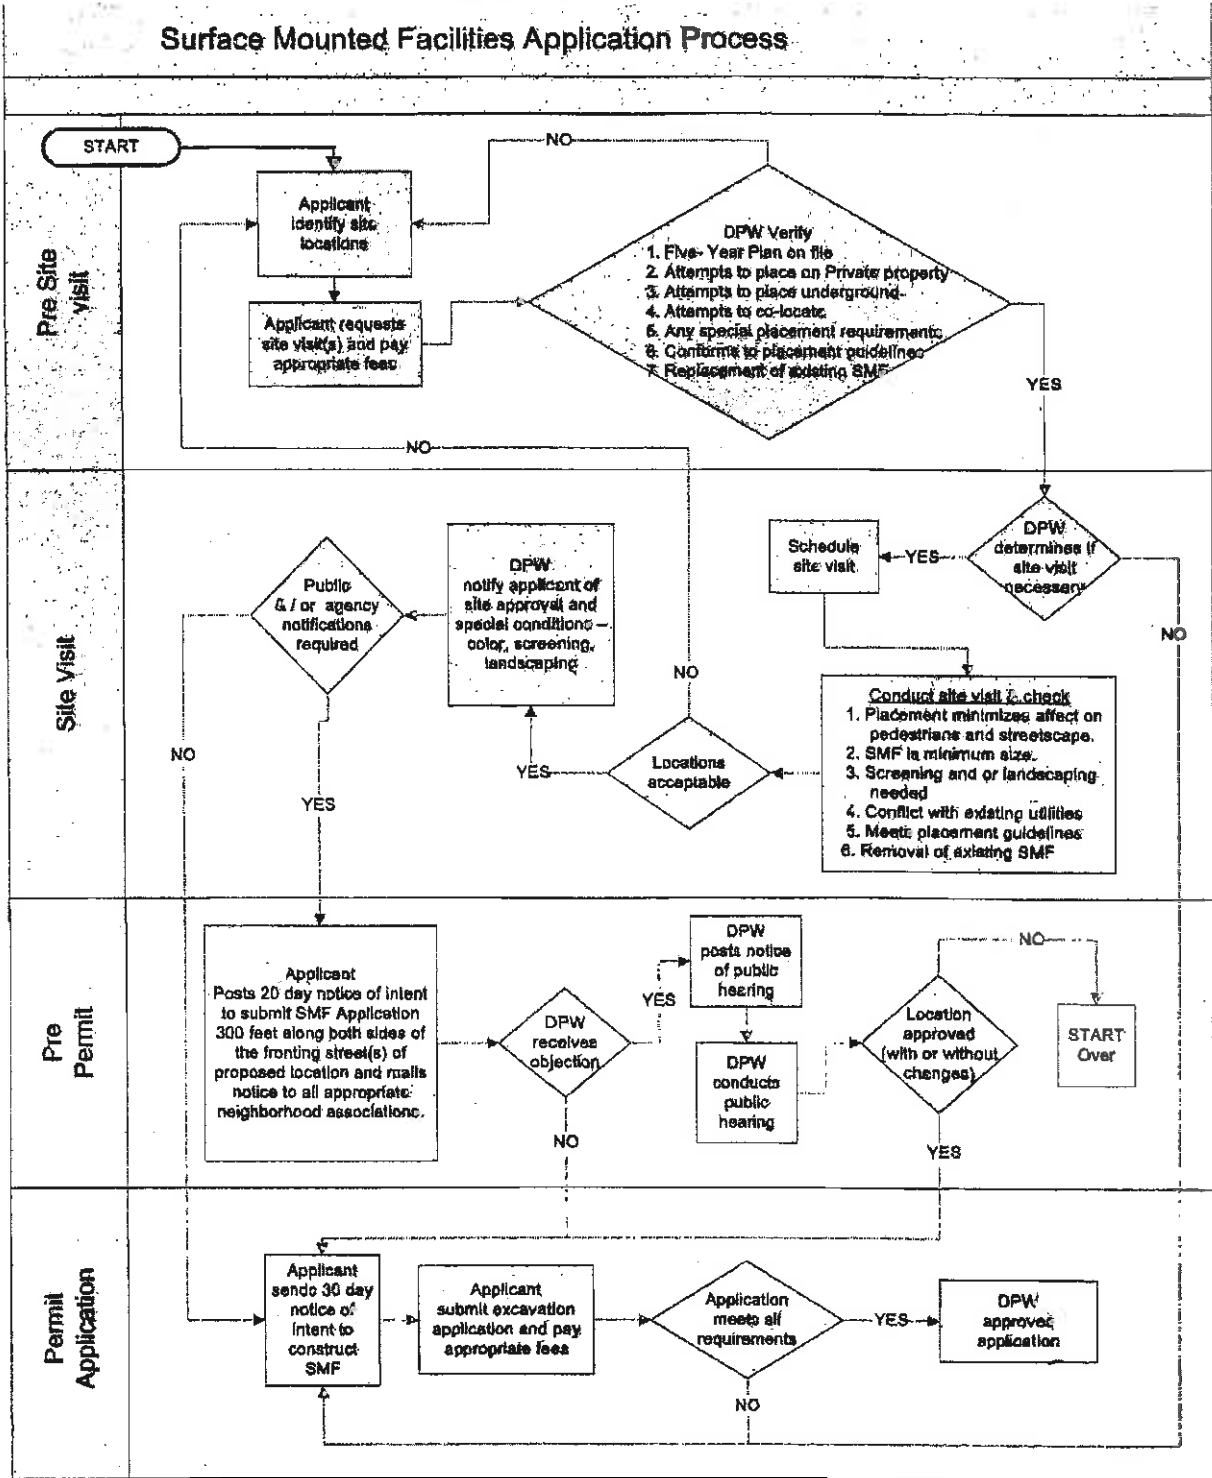 Surface Mounted Facilities Application Process
Pre Site
visit
START
Applicant
identify site
locations
Applicant requests
site visit(s) and pay
appropriate fees
NO
DPW Verify
1. Five- Year Plan on file
2. Attempts to place on Private property
3. Attempts to place underground
4. Attempts to co-locate
5. Any special placement requirements
6. Conforms to placement guidelines
7. Replacement of existing SMF
YES
NO
Site Visit
Public
& / or agency
notifications
required
DPW
notify applicant of
site approval and
special conditions –
color, screening,
landscaping
Schedule
site visit
YES
DPW
determines if
site visit
necessary
NO
NO
Conduct site visit & check
1. Placement minimizes affect on
pedestrians and streetscape.
2. SMF is minimum size.
3. Screening and or landscaping
needed
4. Conflict with existing utilities
5. Meets placement guidelines
6. Removal of existing SMF
Locations
acceptable
YES
NO
YES
Pre
Permit
Applicant
Posts 20 day notice of intent
to submit SMF Application
300 feet along both sides of
the fronting street(s) of
proposed location and mails
notice to all appropriate
neighborhood associations.
DPW
receives
objection
YES
NO
DPW
posts notice
of public
hearing
DPW
conducts
public
hearing
Location
approved
(with or without
changes)
NO
START
Over
YES
Permit
Application
Applicant
sends 30 day
notice of
intent to
construct
SMF
Applicant
submit excavation
application and pay
appropriate fees
Application
meets all
requirements
YES
DPW
approves
application
NO